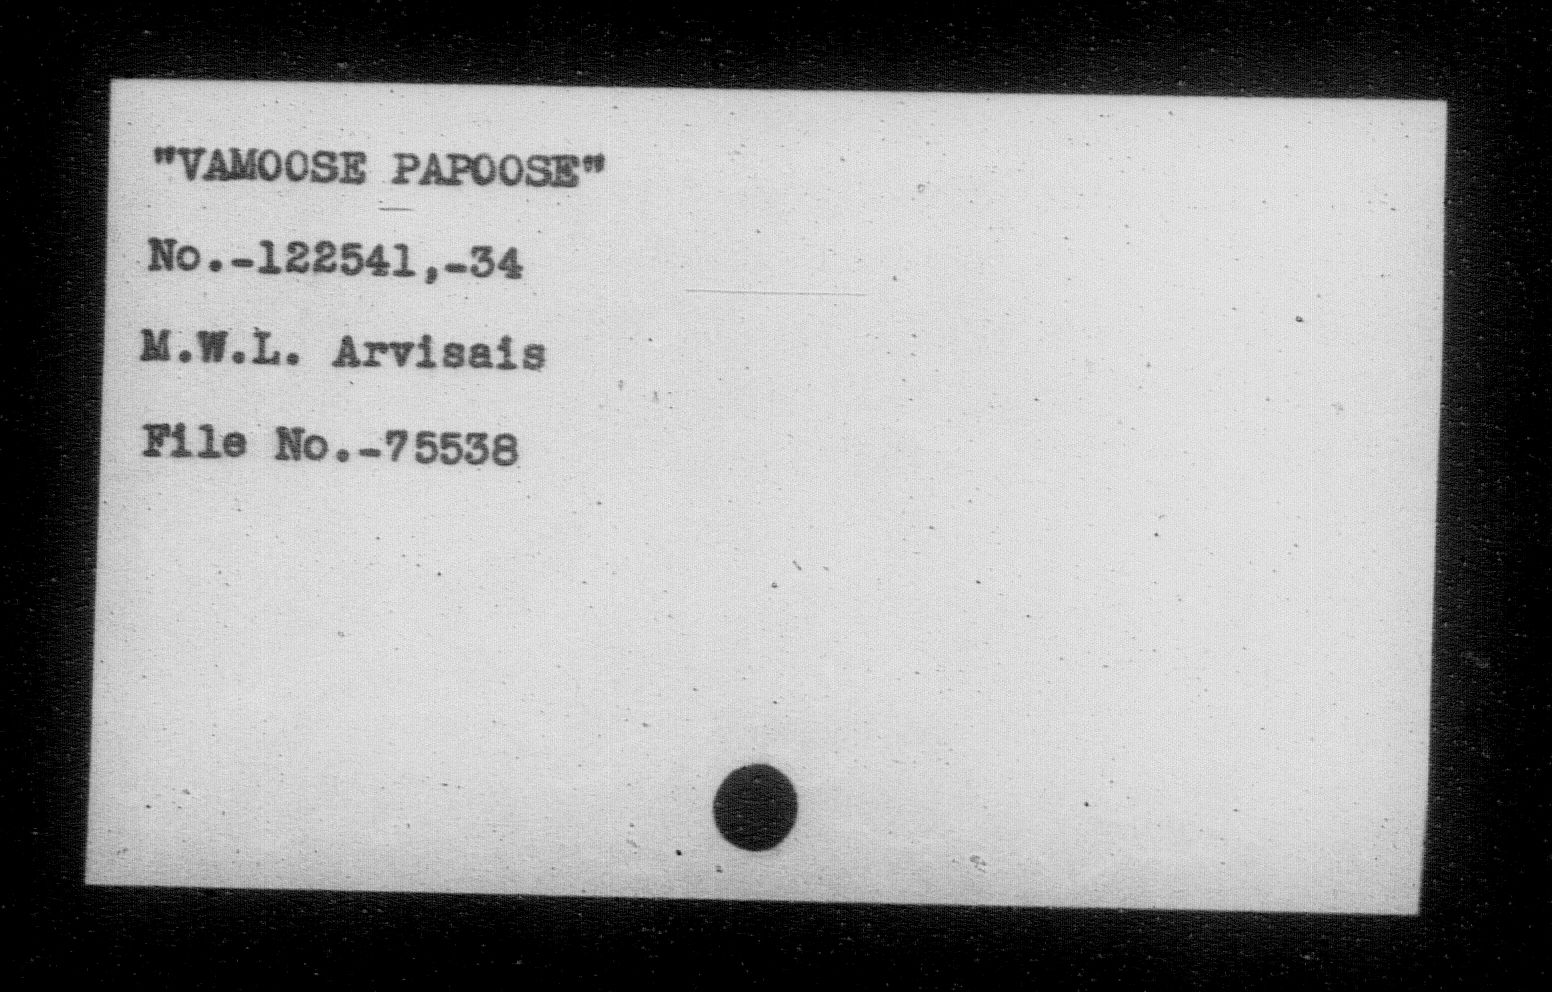 "VAMOOSE PAPOOSE"
No.-122541,-34
M.W.L. Arvisais
File No.-75538